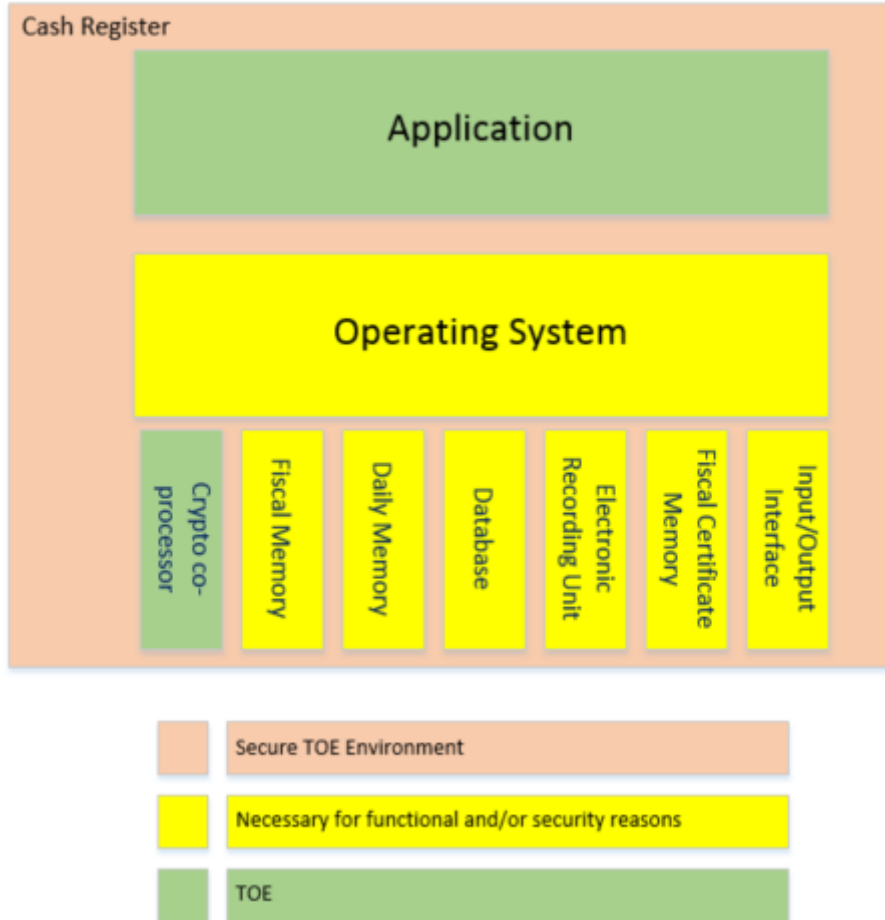 Cash Register
Application
Operating System
Crypto co-
processor
Fiscal Memory
Daily Memory
Database
Electronic
Recording Unit
Fiscal Certificate
Memory
Input/Output
Interface
Secure TOE Environment
Necessary for functional and/or security reasons
TOE